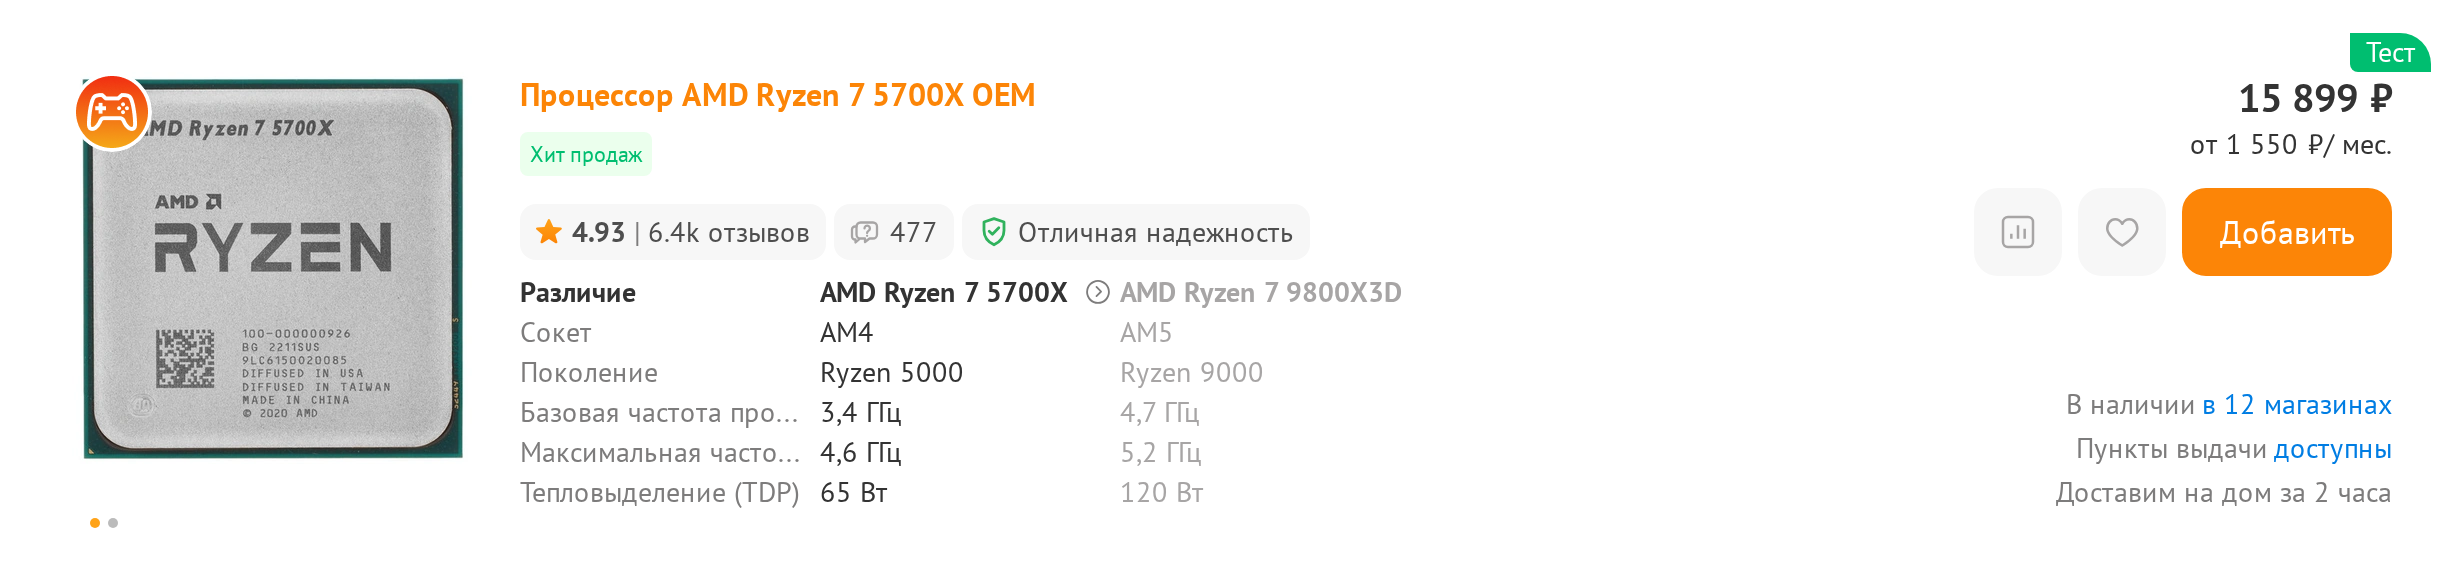 AMD Ryzen 7 5700X
AMD
RYZEN
100-000000926
BG 2211SUS
9LC6150020085
DIFFUSED IN USA
DIFFUSED IN TAIWAN
MADE IN CHINA
© 2020 AMD
Процессор AMD Ryzen 7 5700X OEM
Хит продаж
4.93 | 6.4k отзывов
477
Отличная надежность
Различие AMD Ryzen 7 5700X AMD Ryzen 7 9800X3D
Сокет AM4 AM5
Поколение Ryzen 5000 Ryzen 9000
Базовая частота про... 3,4 ГГц 4,7 ГГц
Максимальная часто... 4,6 ГГц 5,2 ГГц
Тепловыделение (TDP) 65 Вт 120 Вт
Тест
15 899 ₽
от 1 550 ₽/ мес.
Добавить
В наличии в 12 магазинах
Пункты выдачи доступны
Доставим на дом за 2 часа